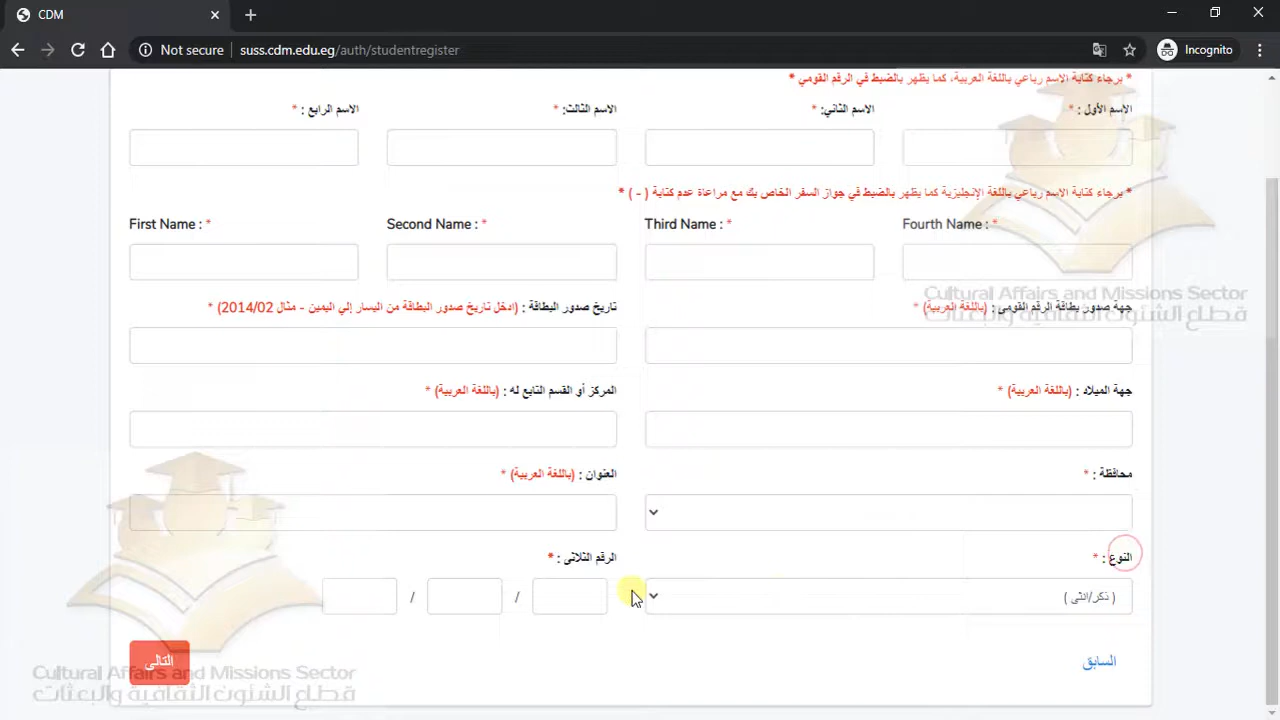 CDM
Not secure suss.cdm.edu.eg/auth/studentregister Incognito
* برجاء كتابة الاسم رباعي باللغة العربية، كما يظهر بالضبط في الرقم القومي *
الاسم الأول : * الاسم الثاني: * الاسم الثالث: * الاسم الرابع : *
* برجاء كتابة الاسم رباعي باللغة الإنجليزية كما يظهر بالضبط في جواز السفر الخاص بك مع مراعاة عدم كتابة ( - ) *
First Name : * Second Name : * Third Name : * Fourth Name : *
Cultural Affairs and Missions Sector
قطاع الشئون الثقافية والبعثات
جهة صدور بطاقة الرقم القومى : (باللغة العربية) * تاريخ صدور البطاقة : (ادخل تاريخ صدور البطاقة من اليسار إلي اليمين - مثال 2014/02) *
جهة الميلاد : (باللغة العربية) * المركز أو القسم التابع له : (باللغة العربية) *
محافظة : * العنوان : (باللغة العربية) *
النوع : * الرقم الثلاثى : *
( ذكر/انثى ) / /
السابق التالى
Cultural Affairs and Missions Sector
قطاع الشئون الثقافية والبعثات